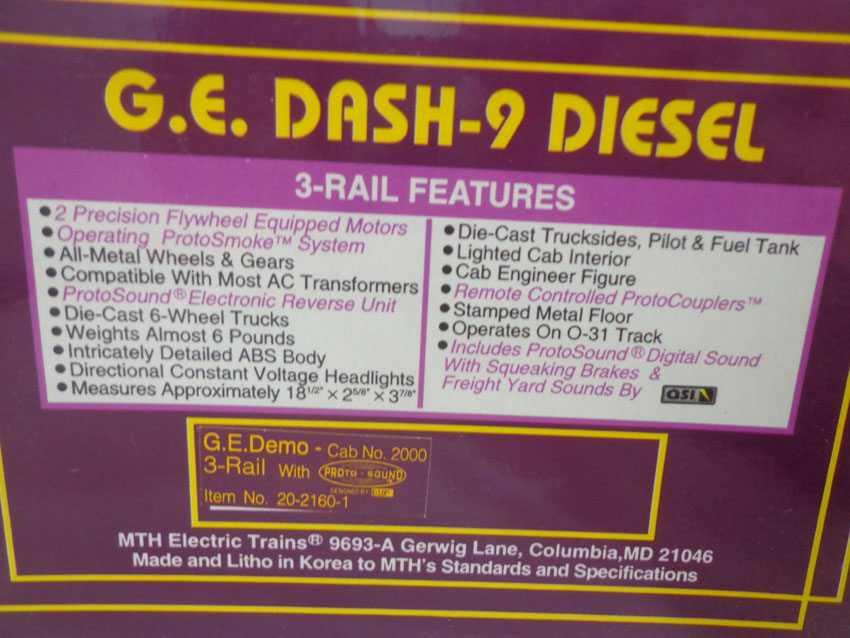 G.E. DASH-9 DIESEL
3-RAIL FEATURES
• 2 Precision Flywheel Equipped Motors
• Operating ProtoSmoke™ System
• All-Metal Wheels & Gears
• Compatible With Most AC Transformers
• ProtoSound® Electronic Reverse Unit
• Die-Cast 6-Wheel Trucks
• Weights Almost 6 Pounds
• Intricately Detailed ABS Body
• Directional Constant Voltage Headlights
• Measures Approximately 18 1/2" × 2 5/8" × 3 7/8"
• Die-Cast Trucksides, Pilot & Fuel Tank
• Lighted Cab Interior
• Cab Engineer Figure
• Remote Controlled ProtoCouplers™
• Stamped Metal Floor
• Operates On O-31 Track
• Includes ProtoSound® Digital Sound
With Squeaking Brakes &
Freight Yard Sounds By QSI
G.E.Demo - Cab No. 2000
3-Rail With PROTO-SOUND
DESIGNED BY
Item No. 20-2160-1
MTH Electric Trains® 9693-A Gerwig Lane, Columbia,MD 21046
Made and Litho in Korea to MTH's Standards and Specifications